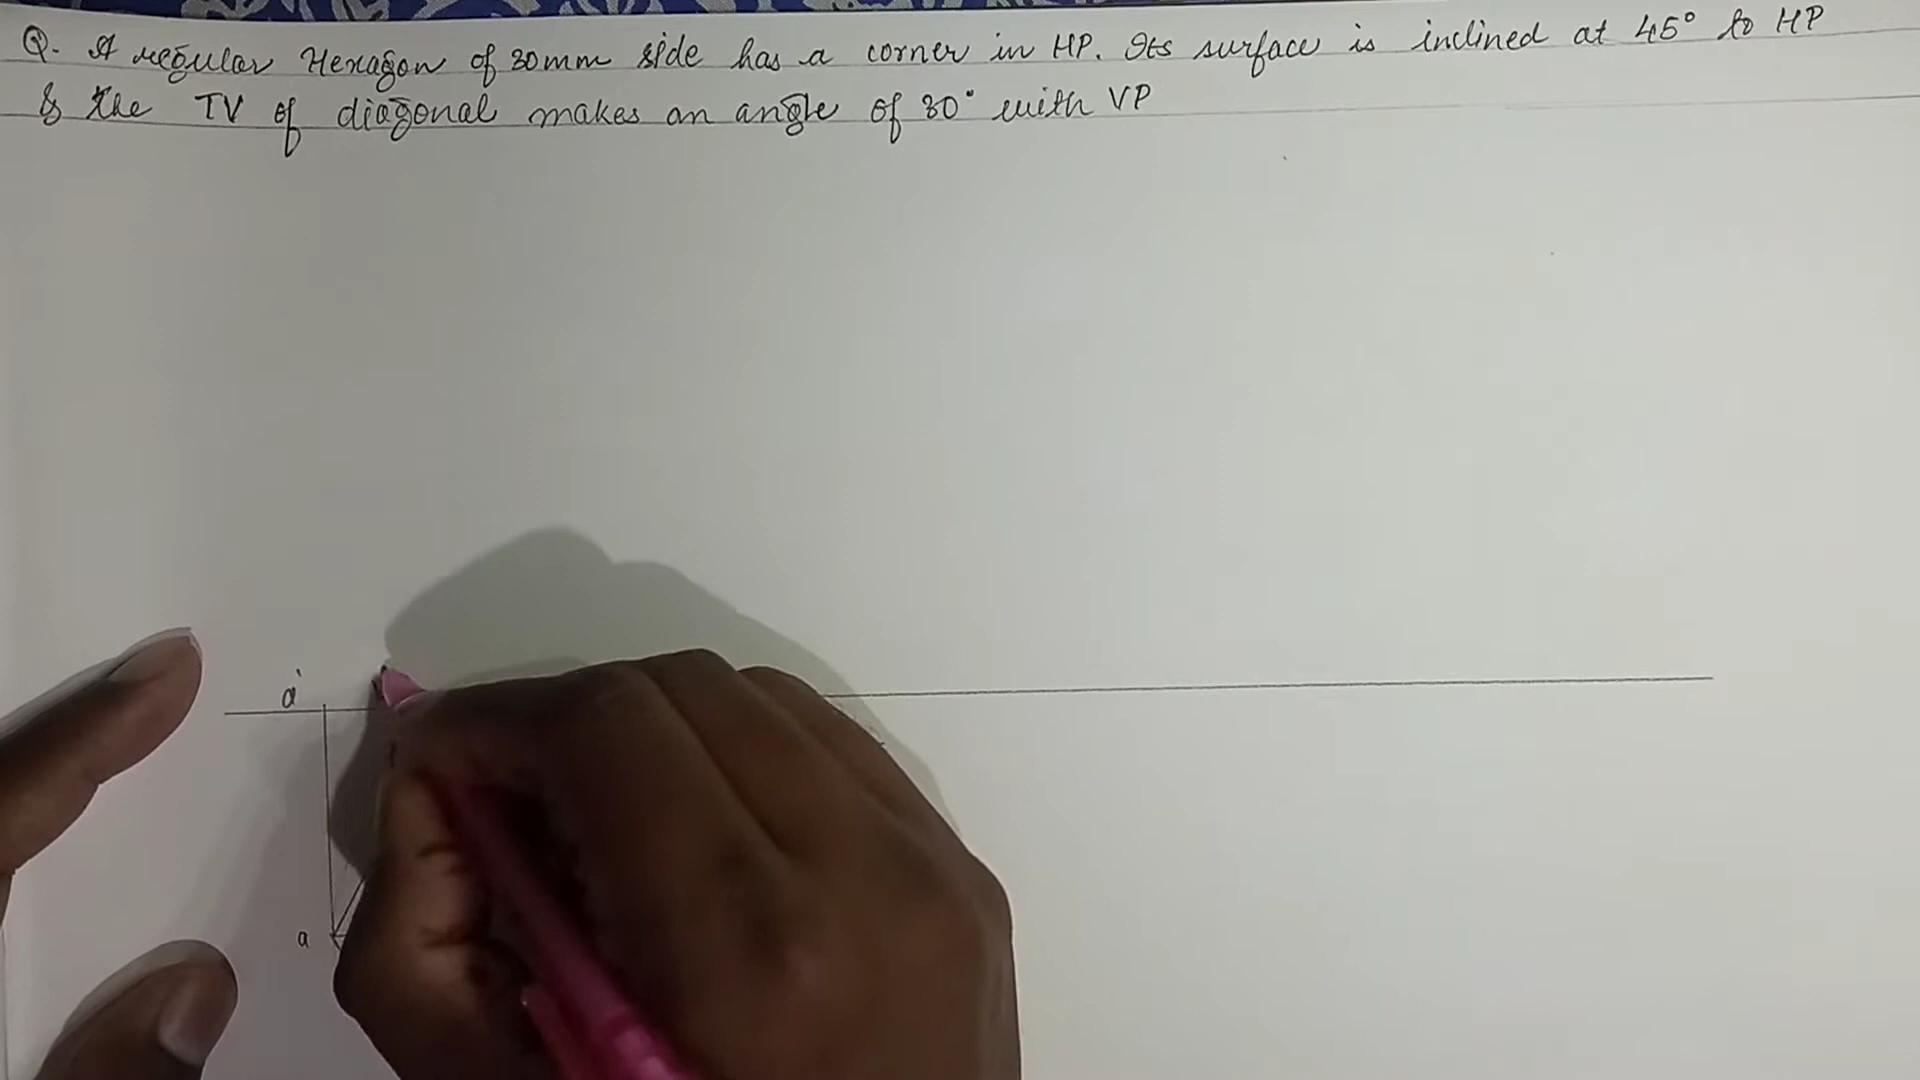 Q. A regular Hexagon of 30mm side has a corner in HP. Its surface is inclined at 45° to HP
& the TV of diagonal makes an angle of 30° with VP
a'
a